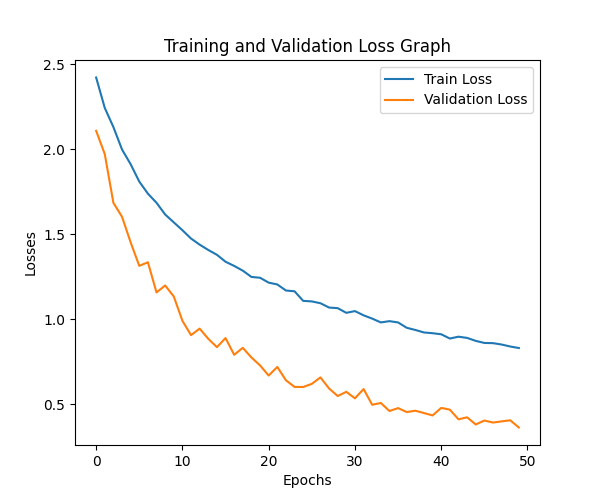 Training and Validation Loss Graph
Train Loss
Validation Loss
2.5
2.0
1.5
1.0
0.5
Losses
0 10 20 30 40 50
Epochs